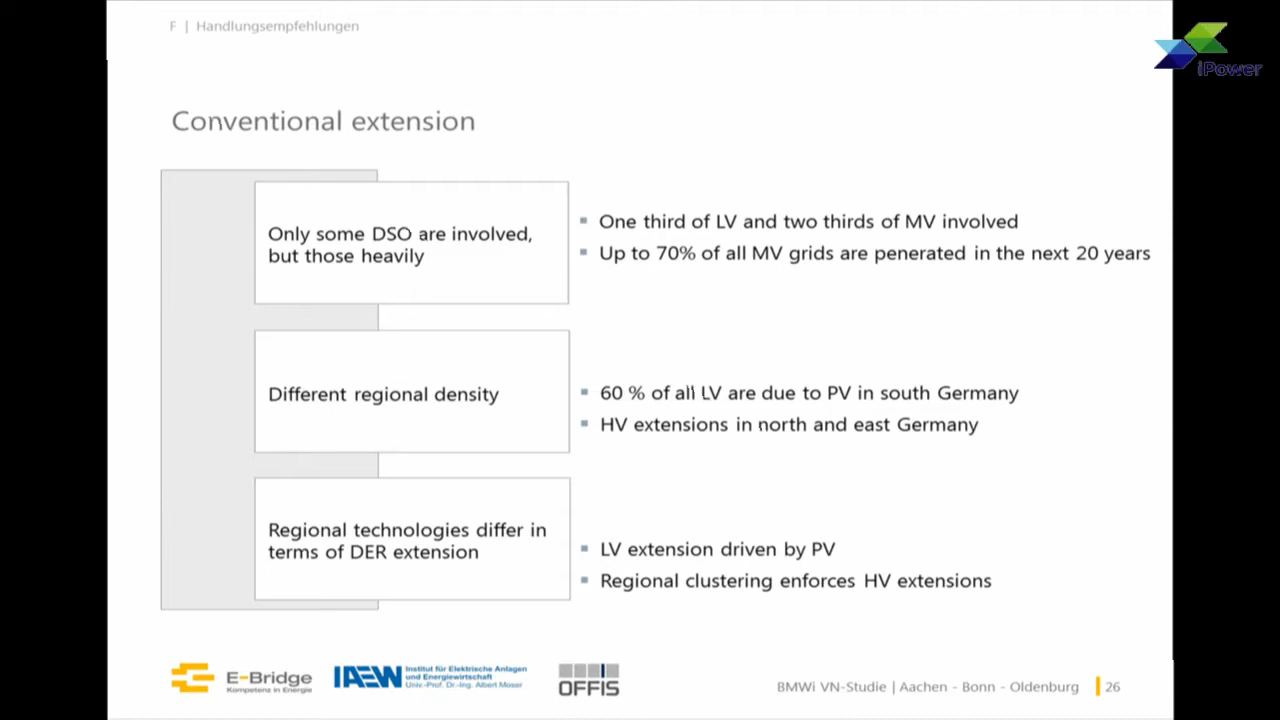 F | Handlungsempfehlungen
iPower
Conventional extension
Only some DSO are involved,
but those heavily
One third of LV and two thirds of MV involved
Up to 70% of all MV grids are penerated in the next 20 years
Different regional density
60 % of all LV are due to PV in south Germany
HV extensions in north and east Germany
Regional technologies differ in
terms of DER extension
LV extension driven by PV
Regional clustering enforces HV extensions
E-Bridge
Kompetenz in Energie
IAEW
Institut für Elektrische Anlagen
und Energiewirtschaft
Univ.-Prof. Dr.-Ing. Albert Moser
OFFIS
BMWi VN-Studie | Aachen - Bonn - Oldenburg
26